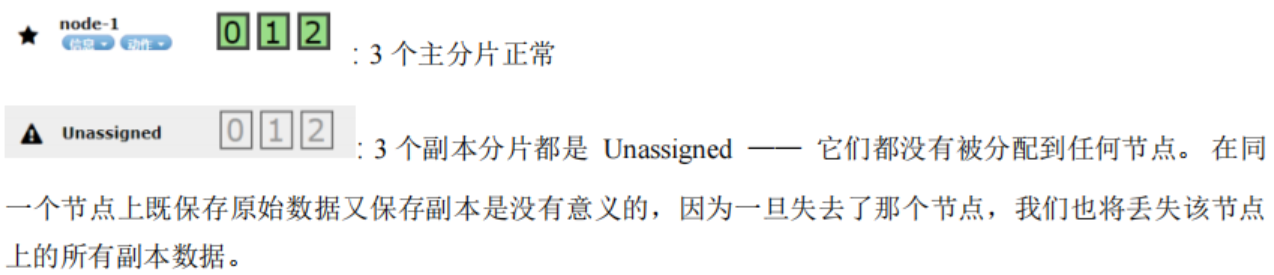 node-1
信息 动作
0 1 2 : 3 个主分片正常
Unassigned 0 1 2 : 3 个副本分片都是 Unassigned —— 它们都没有被分配到任何节点。 在同
一个节点上既保存原始数据又保存副本是没有意义的，因为一旦失去了那个节点，我们也将丢失该节点
上的所有副本数据。